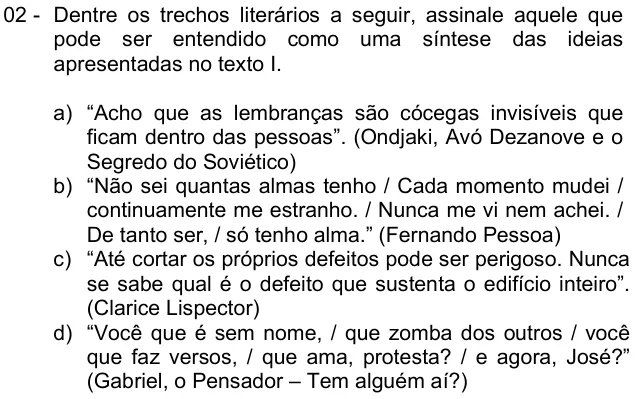 02 - Dentre os trechos literários a seguir, assinale aquele que
pode ser entendido como uma síntese das ideias
apresentadas no texto I.
a) “Acho que as lembranças são cócegas invisíveis que
ficam dentro das pessoas”. (Ondjaki, Avó Dezanove e o
Segredo do Soviético)
b) “Não sei quantas almas tenho / Cada momento mudei /
continuamente me estranho. / Nunca me vi nem achei. /
De tanto ser, / só tenho alma.” (Fernando Pessoa)
c) “Até cortar os próprios defeitos pode ser perigoso. Nunca
se sabe qual é o defeito que sustenta o edifício inteiro”.
(Clarice Lispector)
d) “Você que é sem nome, / que zomba dos outros / você
que faz versos, / que ama, protesta? / e agora, José?”
(Gabriel, o Pensador – Tem alguém aí?)